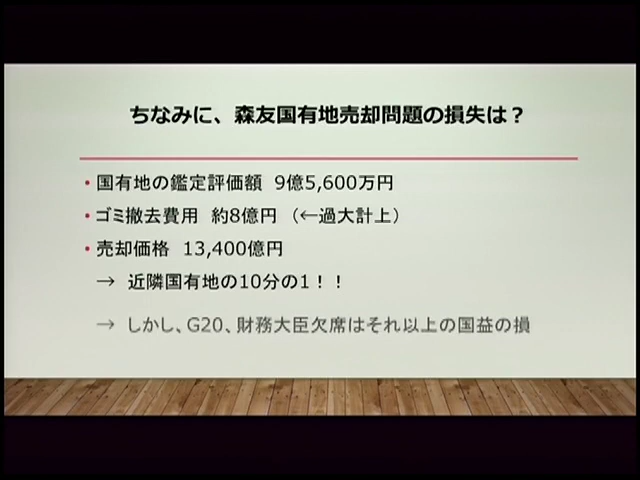 ちなみに、森友国有地売却問題の損失は？
・国有地の鑑定評価額 9億5,600万円
・ゴミ撤去費用 約8億円 （←過大計上）
・売却価格 13,400億円
→ 近隣国有地の10分の1！！
→ しかし、G20、財務大臣欠席はそれ以上の国益の損